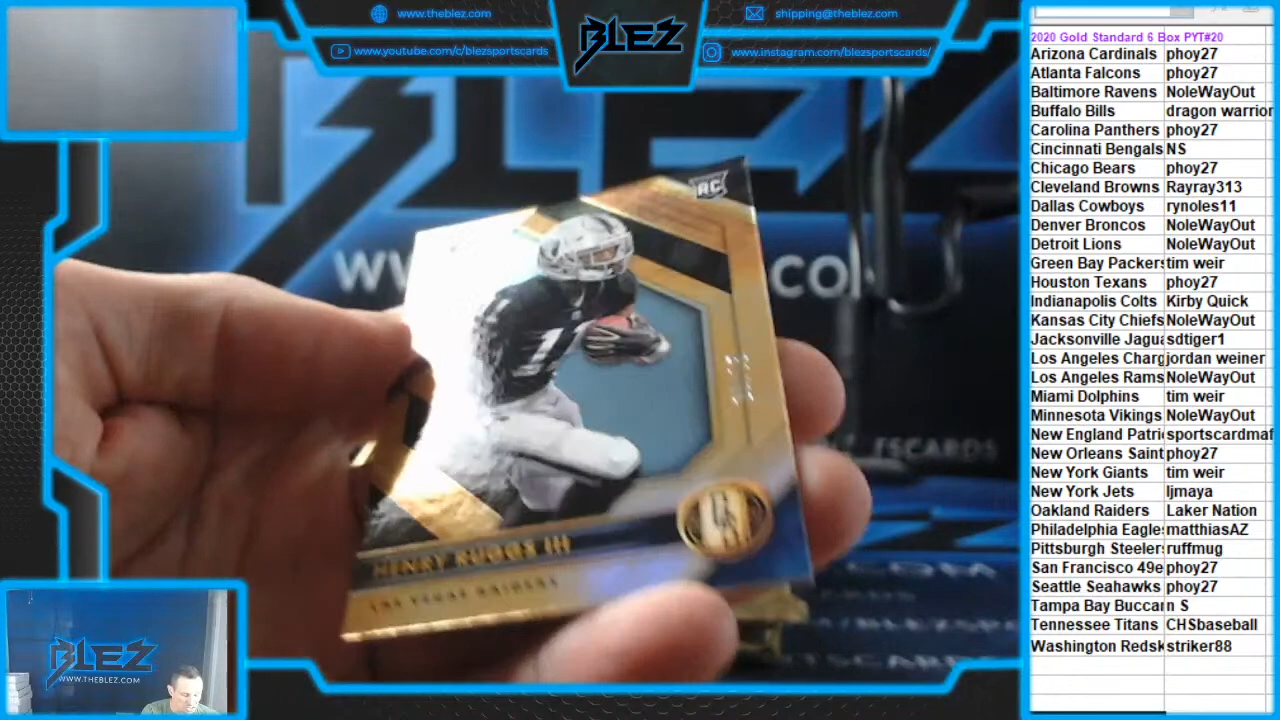 www.theblez.com
shipping@theblez.com
www.youtube.com/c/blezsportscards
www.instagram.com/blezsportscards/
BLEZ
BLEZ
RC
HENRY RUGGS III
LAS VEGAS RAIDERS
BLEZ
WWW.THEBLEZ.COM
2020 Gold Standard 6 Box PYT#20
Arizona Cardinals phoy27
Atlanta Falcons phoy27
Baltimore Ravens NoleWayOut
Buffalo Bills dragon warrior
Carolina Panthers phoy27
Cincinnati Bengals NS
Chicago Bears phoy27
Cleveland Browns Rayray313
Dallas Cowboys rynoles11
Denver Broncos NoleWayOut
Detroit Lions NoleWayOut
Green Bay Packers tim weir
Houston Texans phoy27
Indianapolis Colts Kirby Quick
Kansas City Chiefs NoleWayOut
Jacksonville Jagua sdtiger1
Los Angeles Charg jordan weiner
Los Angeles Rams NoleWayOut
Miami Dolphins tim weir
Minnesota Vikings NoleWayOut
New England Patri sportscardmaf
New Orleans Saint phoy27
New York Giants tim weir
New York Jets ljmaya
Oakland Raiders Laker Nation
Philadelphia Eagles matthiasAZ
Pittsburgh Steelers ruffmug
San Francisco 49e phoy27
Seattle Seahawks phoy27
Tampa Bay Buccan n S
Tennessee Titans CHSbaseball
Washington Redsk striker88